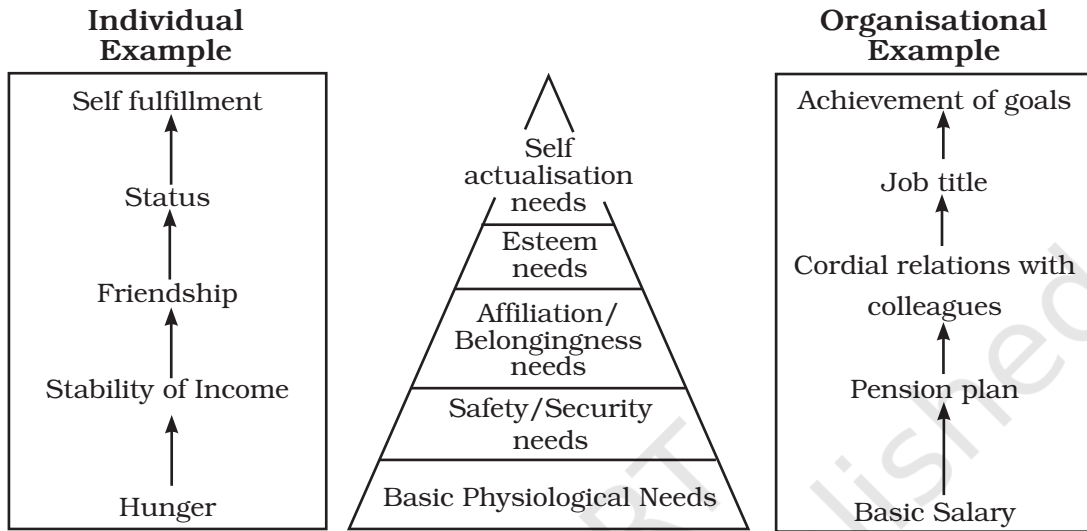 Individual
Example
Self fulfillment
Status
Friendship
Stability of Income
Hunger
Self
actualisation
needs
Esteem
needs
Affiliation/
Belongingness
needs
Safety/Security
needs
Basic Physiological Needs
Organisational
Example
Achievement of goals
Job title
Cordial relations with
colleagues
Pension plan
Basic Salary